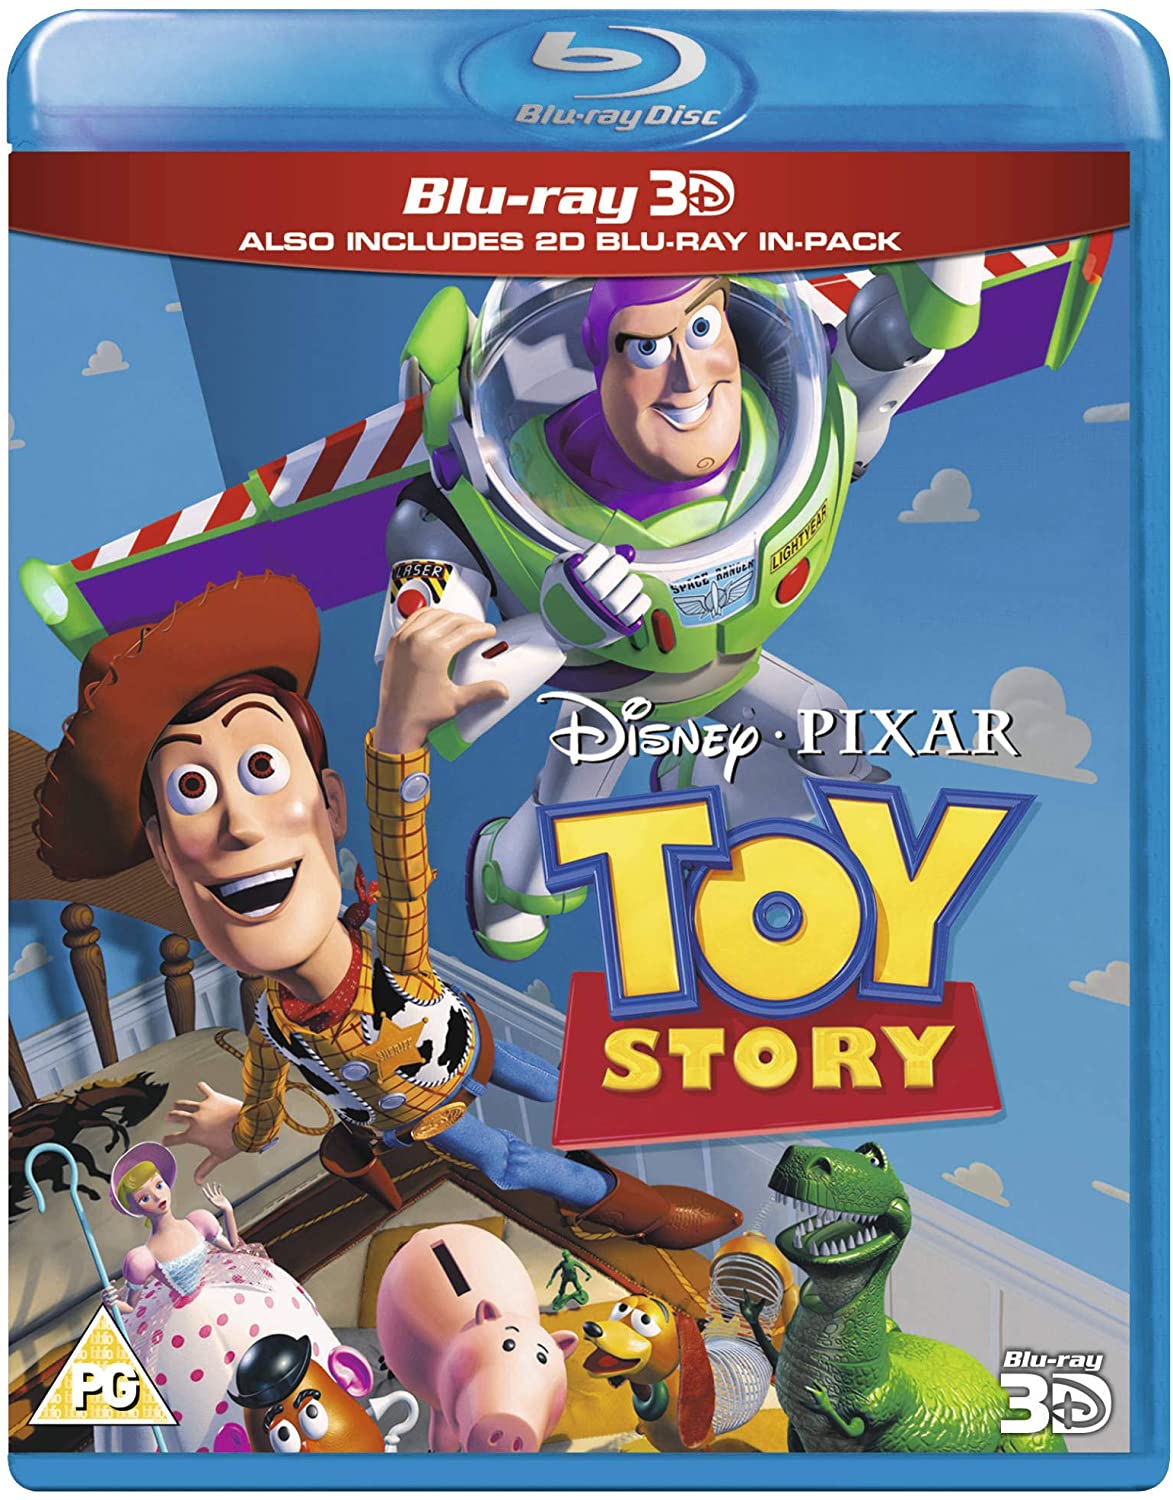 Blu-ray Disc
Blu-ray 3D
ALSO INCLUDES 2D BLU-RAY IN-PACK
LASER
LIGHTYEAR
SPACE RANGER
Disney · PIXAR
TOY
STORY
SHERIFF
PG
Blu-ray
3D